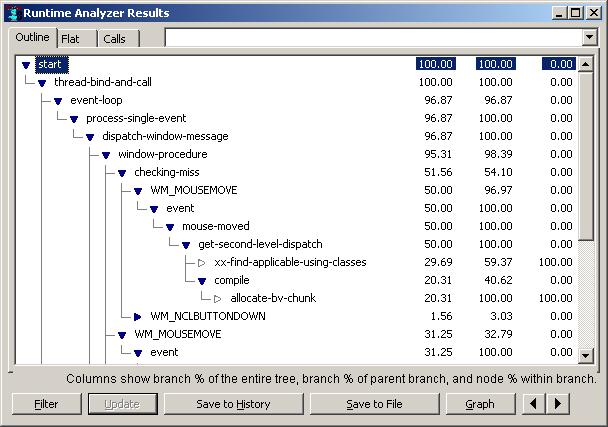 Runtime Analyzer Results
Outline Flat Calls
start 100.00 100.00 0.00
thread-bind-and-call 100.00 100.00 0.00
event-loop 96.87 96.87 0.00
process-single-event 96.87 100.00 0.00
dispatch-window-message 96.87 100.00 0.00
window-procedure 95.31 98.39 0.00
checking-miss 51.56 54.10 0.00
WM_MOUSEMOVE 50.00 96.97 0.00
event 50.00 100.00 0.00
mouse-moved 50.00 100.00 0.00
get-second-level-dispatch 50.00 100.00 0.00
xx-find-applicable-using-classes 29.69 59.37 100.00
compile 20.31 40.62 0.00
allocate-bv-chunk 20.31 100.00 100.00
WM_NCLBUTTONDOWN 1.56 3.03 0.00
WM_MOUSEMOVE 31.25 32.79 0.00
event 31.25 100.00 0.00
Columns show branch % of the entire tree, branch % of parent branch, and node % within branch.
Filter Update Save to History Save to File Graph